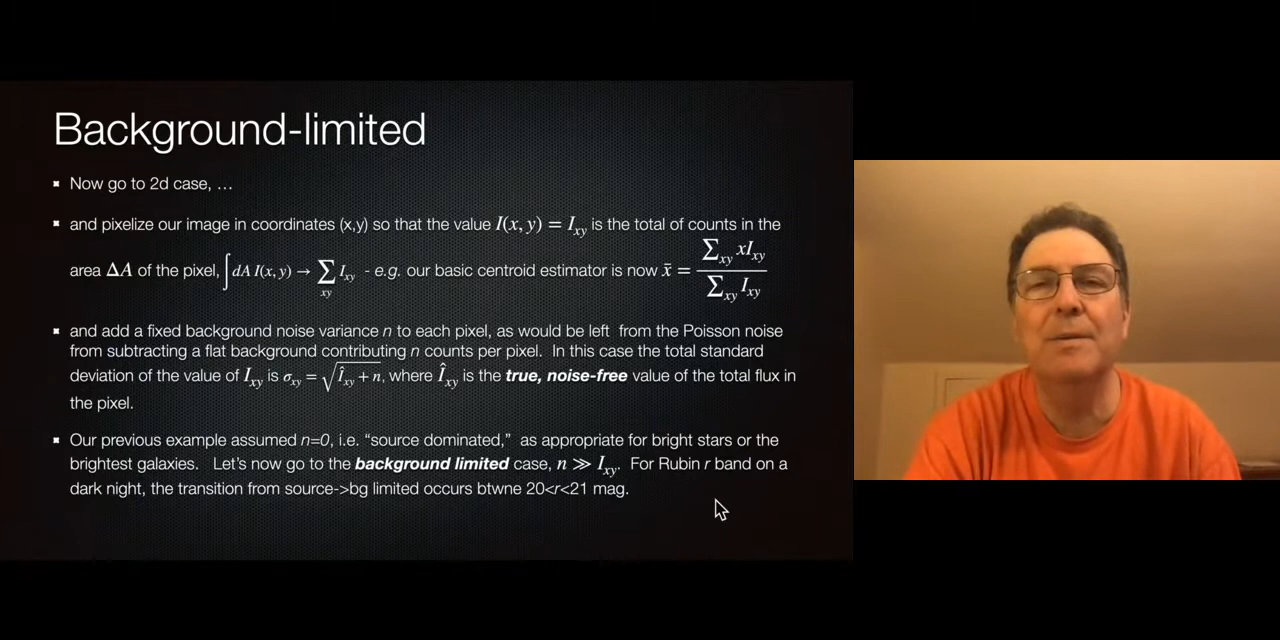 Background-limited
▪ Now go to 2d case, …
▪ and pixelize our image in coordinates (x,y) so that the value I(x, y) = I_xy is the total of counts in the
area ΔA of the pixel, ∫dA I(x, y) → ∑_xy I_xy - e.g. our basic centroid estimator is now x̄ = ∑_xy xI_xy / ∑_xy I_xy
▪ and add a fixed background noise variance n to each pixel, as would be left from the Poisson noise
from subtracting a flat background contributing n counts per pixel. In this case the total standard
deviation of the value of I_xy is σ_xy = √(Î_xy + n), where Î_xy is the true, noise-free value of the total flux in
the pixel.
▪ Our previous example assumed n=0, i.e. “source dominated,” as appropriate for bright stars or the
brightest galaxies. Let’s now go to the background limited case, n ≫ I_xy. For Rubin r band on a
dark night, the transition from source->bg limited occurs btwne 20<r<21 mag.